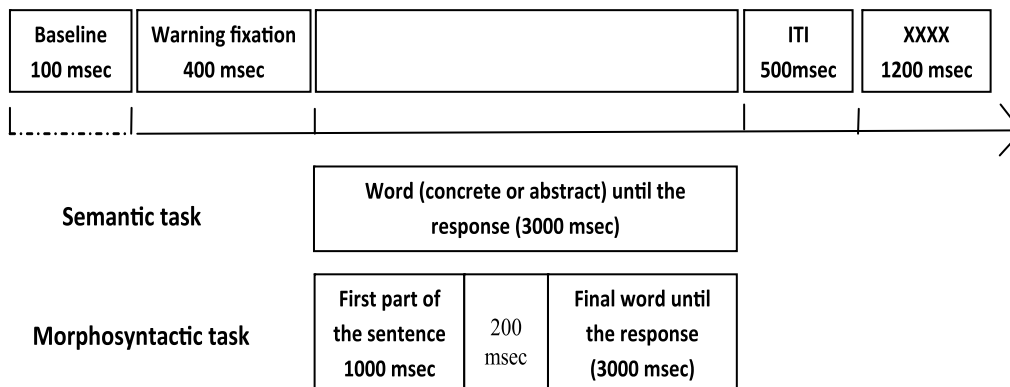 Baseline
100 msec
Warning fixation
400 msec
ITI
500msec
XXXX
1200 msec
Semantic task
Word (concrete or abstract) until the
response (3000 msec)
Morphosyntactic task
First part of
the sentence
1000 msec
200
msec
Final word until
the response
(3000 msec)